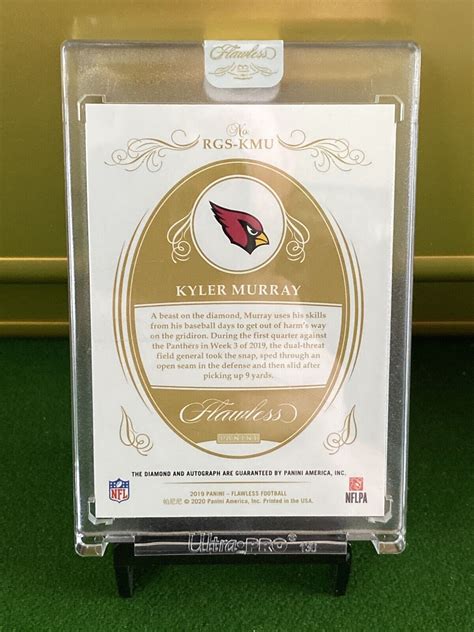 Flawless
No.
RGS-KMU
KYLER MURRAY
A beast on the diamond, Murray uses his skills
from his baseball days to get out of harm's way
on the gridiron. During the first quarter against
the Panthers in Week 3 of 2019, the dual-threat
field general took the snap, sped through an
open seam in the defense and then slid after
picking up 9 yards.
Flawless
PANINI
THE DIAMOND AND AUTOGRAPH ARE GUARANTEED BY PANINI AMERICA, INC.
NFL
2019 PANINI - FLAWLESS FOOTBALL
帕尼尼 © 2020 Panini America, Inc. Printed in the USA.
NFLPA
Ultra·PRO®